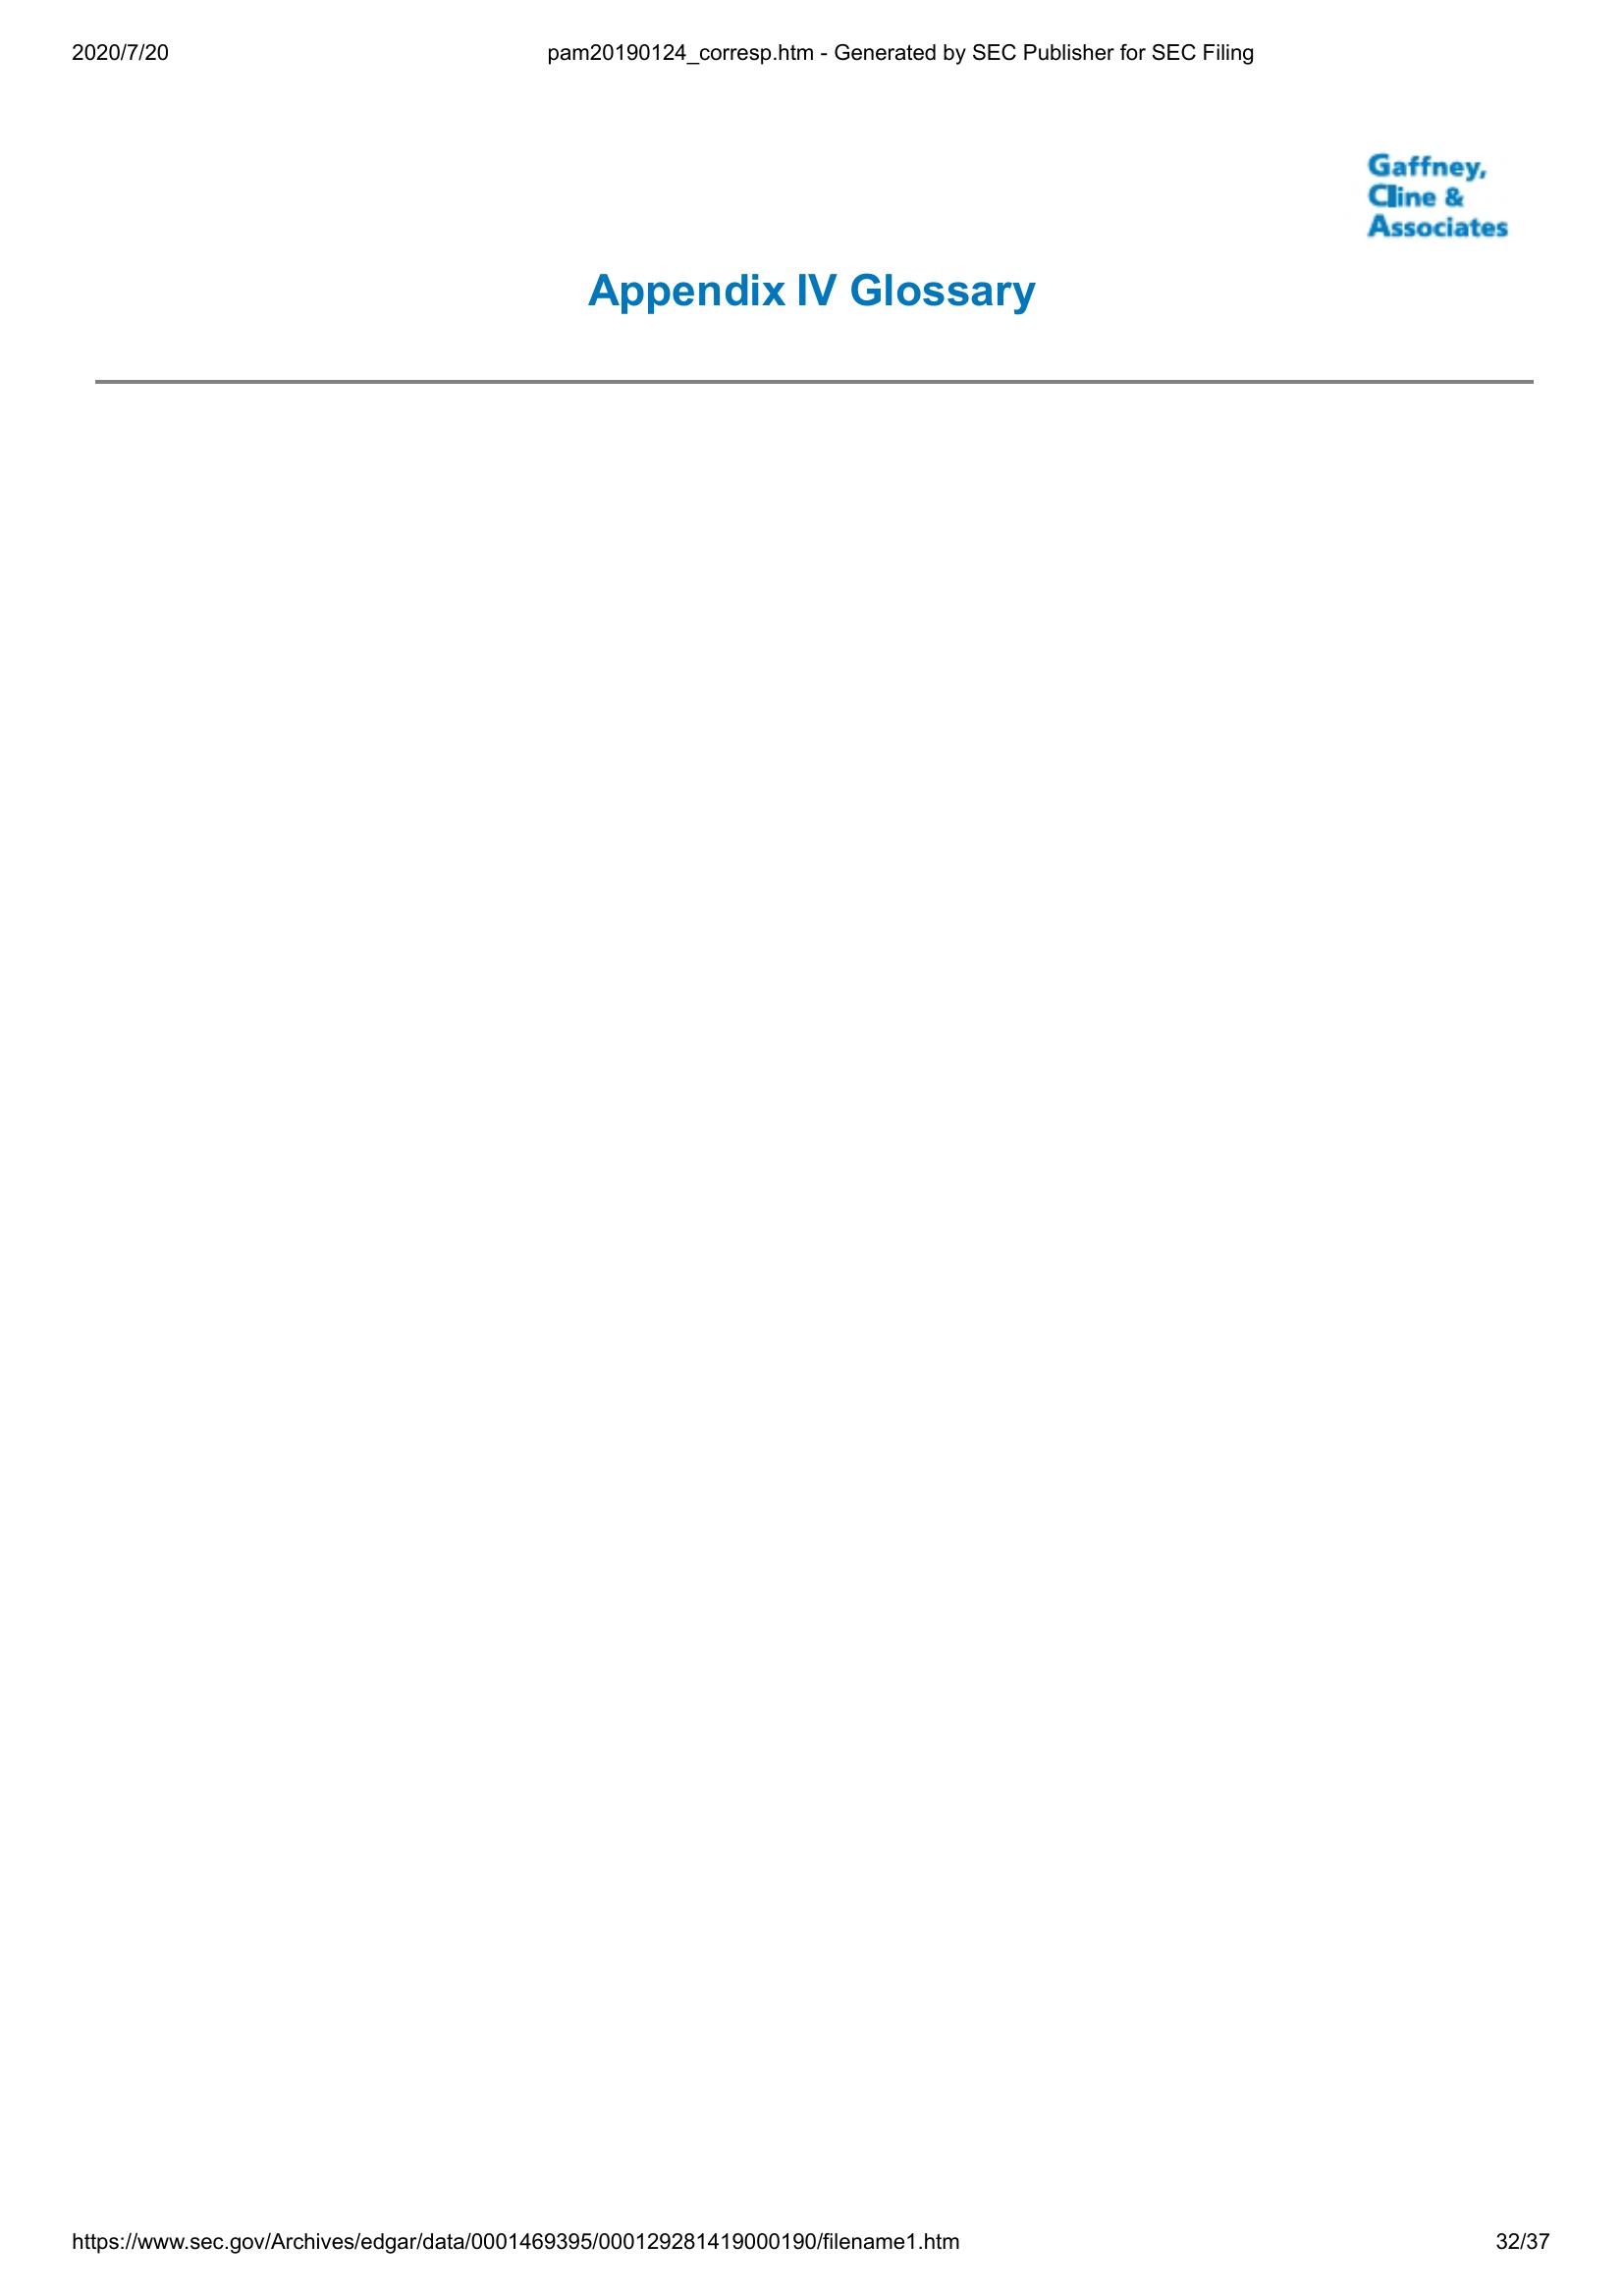 2020/7/20 pam20190124_corresp.htm - Generated by SEC Publisher for SEC Filing
Gaffney,
Cline &
Associates
Appendix IV Glossary
https://www.sec.gov/Archives/edgar/data/0001469395/000129281419000190/filename1.htm 32/37